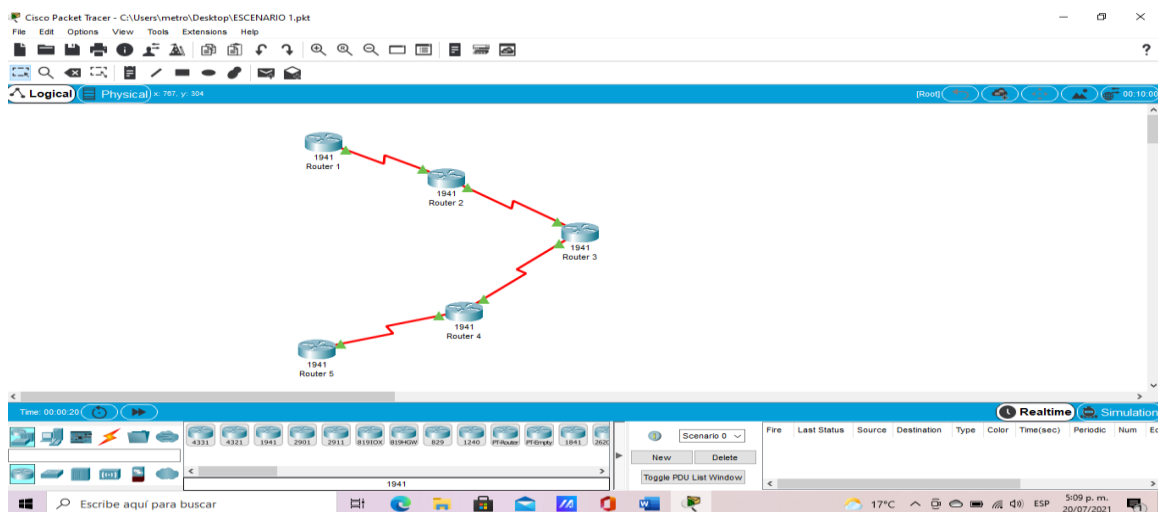 Cisco Packet Tracer - C:\Users\metro\Desktop\ESCENARIO 1.pkt
File Edit Options View Tools Extensions Help
?
Logical Physical x: 767, y: 304 [Root] 00:10:00
1941
Router 1
1941
Router 2
1941
Router 3
1941
Router 4
1941
Router 5
Time: 00:00:20 Realtime Simulation
4331 4321 1941 2901 2911 819IOX 819HGW 829 1240 PT-Router PT-Empty 1841 2620
1941
Scenario 0
New Delete
Toggle PDU List Window
Fire Last Status Source Destination Type Color Time(sec) Periodic Num
Escribe aquí para buscar
17°C ESP 5:09 p. m.
20/07/2021